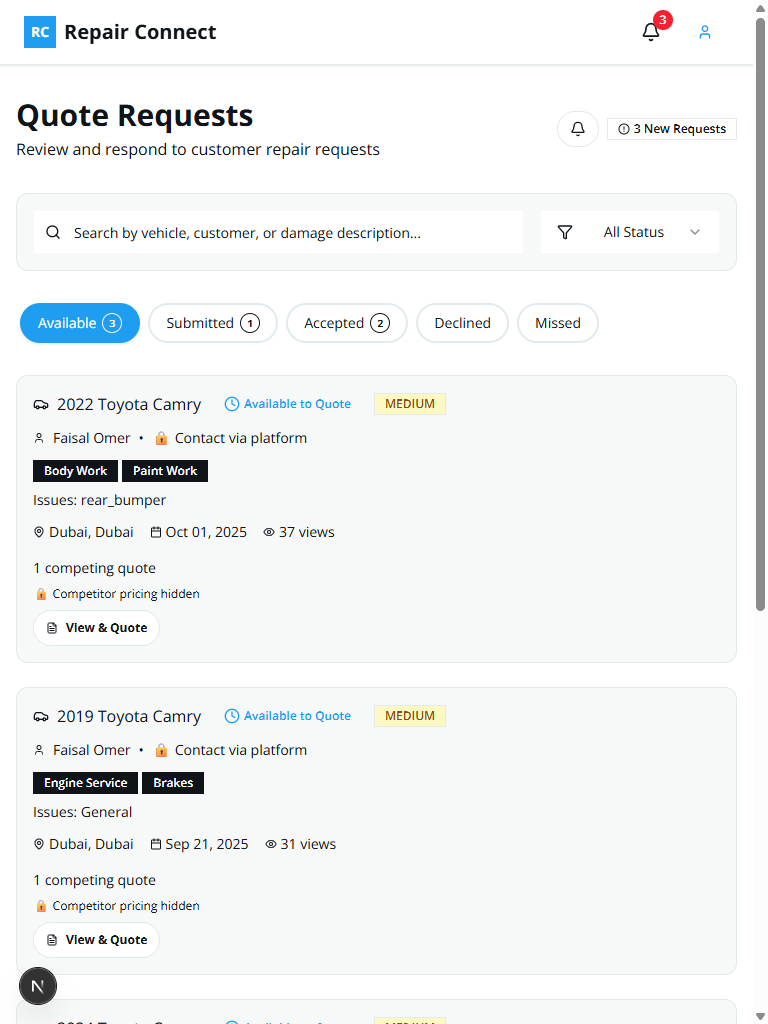 RC Repair Connect 3
Quote Requests
Review and respond to customer repair requests
3 New Requests
Search by vehicle, customer, or damage description... All Status
Available 3 Submitted 1 Accepted 2 Declined Missed
2022 Toyota Camry Available to Quote MEDIUM
Faisal Omer • Contact via platform
Body Work Paint Work
Issues: rear_bumper
Dubai, Dubai Oct 01, 2025 37 views
1 competing quote
Competitor pricing hidden
View & Quote
2019 Toyota Camry Available to Quote MEDIUM
Faisal Omer • Contact via platform
Engine Service Brakes
Issues: General
Dubai, Dubai Sep 21, 2025 31 views
1 competing quote
Competitor pricing hidden
View & Quote
N